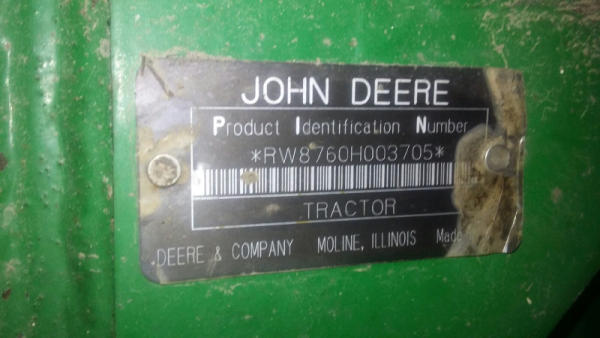 JOHN DEERE
Product Identification Number
*RW8760H003705*
TRACTOR
DEERE & COMPANY MOLINE, ILLINOIS Made